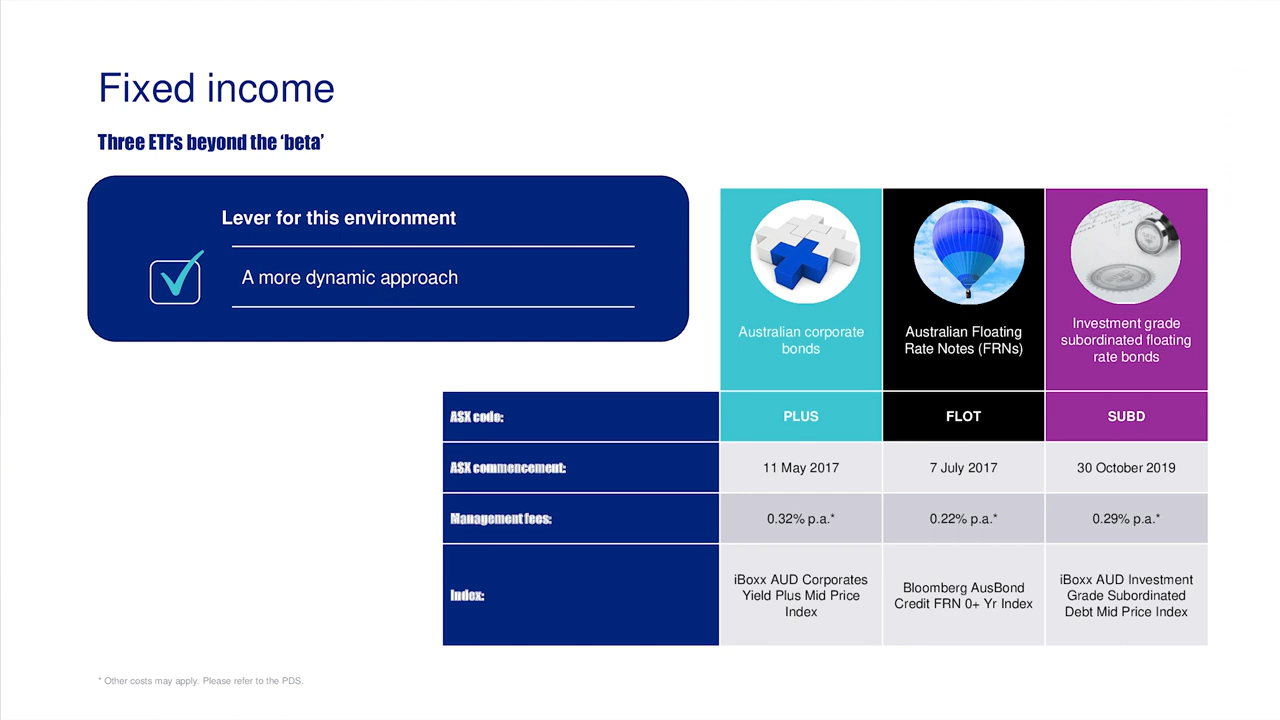 Fixed income
Three ETFs beyond the ‘beta’
Lever for this environment
A more dynamic approach
Australian corporate
bonds
Australian Floating
Rate Notes (FRNs)
Investment grade
subordinated floating
rate bonds
ASX code:
PLUS
FLOT
SUBD
ASX commencement:
11 May 2017
7 July 2017
30 October 2019
Management fees:
0.32% p.a.*
0.22% p.a.*
0.29% p.a.*
Index:
iBoxx AUD Corporates
Yield Plus Mid Price
Index
Bloomberg AusBond
Credit FRN 0+ Yr Index
iBoxx AUD Investment
Grade Subordinated
Debt Mid Price Index
* Other costs may apply. Please refer to the PDS.